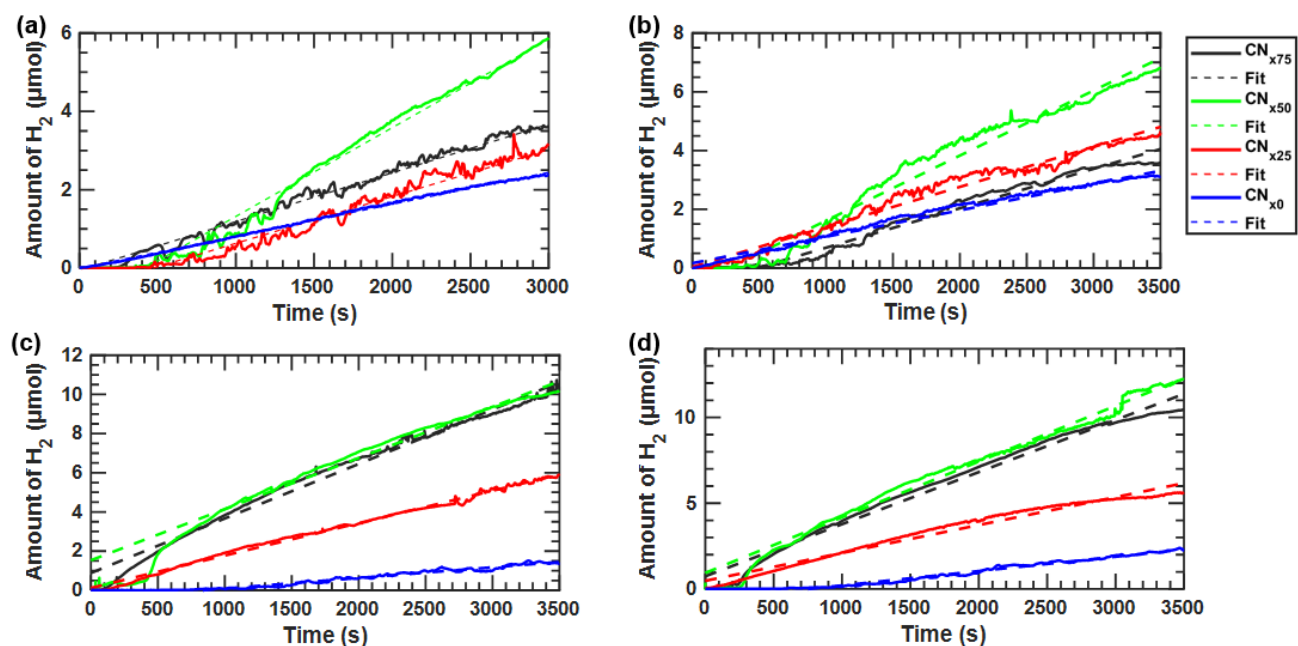 (a)
6
4
2
0
Amount of H2 (μmol)
0 500 1000 1500 2000 2500 3000
Time (s)
(b)
8
6
4
2
0
Amount of H2 (μmol)
0 500 1000 1500 2000 2500 3000 3500
Time (s)
CNx75
Fit
CNx50
Fit
CNx25
Fit
CNx0
Fit
(c)
12
10
8
6
4
2
0
Amount of H2 (μmol)
0 500 1000 1500 2000 2500 3000 3500
Time (s)
(d)
10
5
0
Amount of H2 (μmol)
0 500 1000 1500 2000 2500 3000 3500
Time (s)